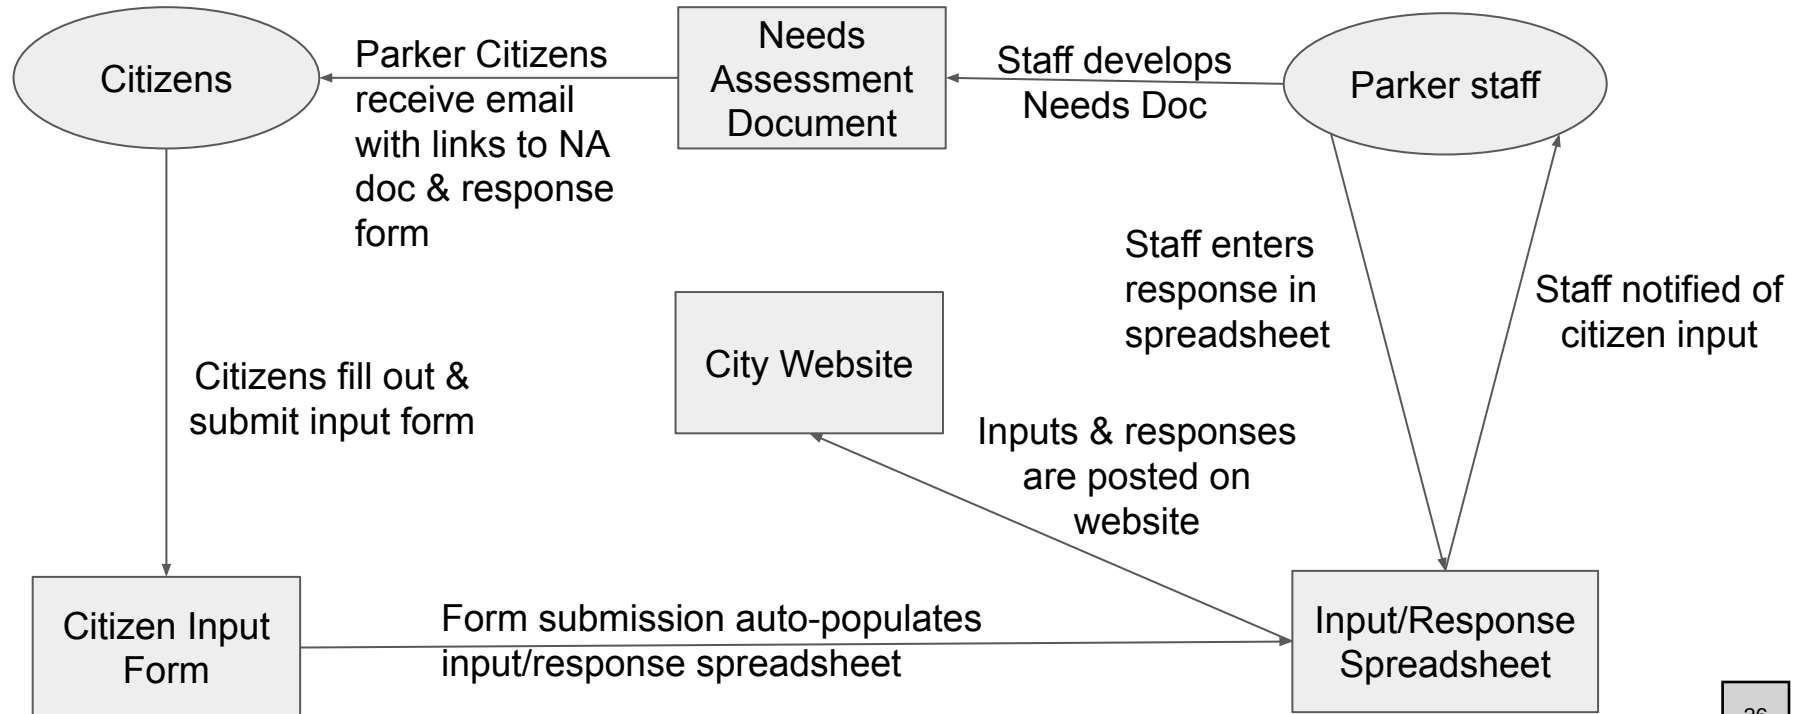 Citizens
Parker Citizens
receive email
with links to NA
doc & response
form
Needs
Assessment
Document
Staff develops
Needs Doc
Parker staff
Staff enters
response in
spreadsheet
Staff notified of
citizen input
City Website
Citizens fill out &
submit input form
Inputs & responses
are posted on
website
Citizen Input
Form
Form submission auto-populates
input/response spreadsheet
Input/Response
Spreadsheet